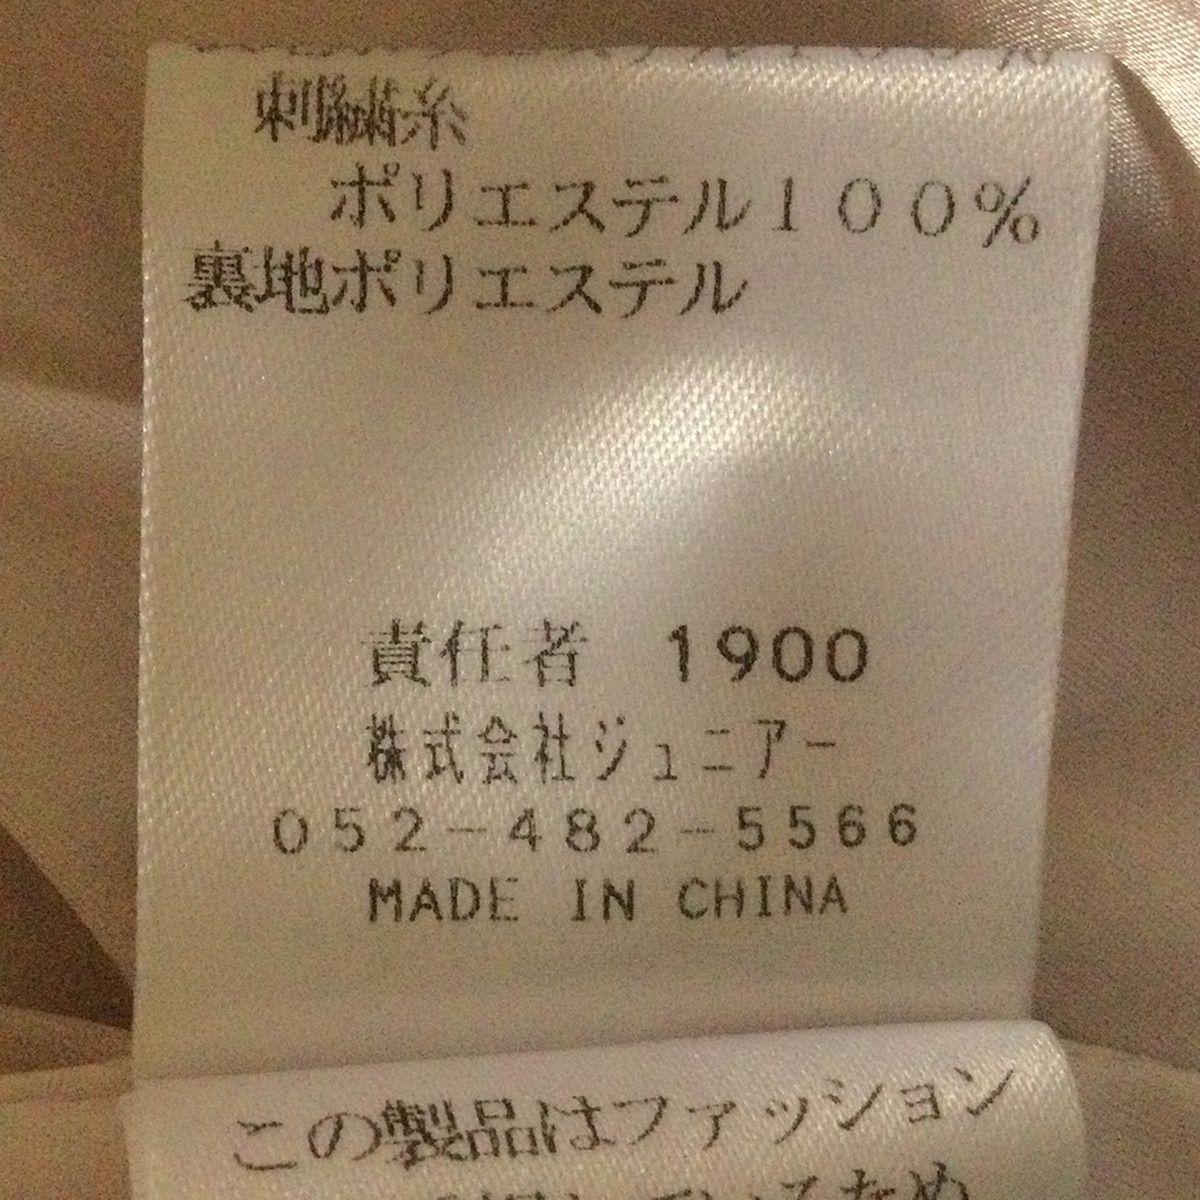 刺繍糸
ポリエステル100%
裏地ポリエステル
責任者 1900
株式会社ジュニアー
052-482-5566
MADE IN CHINA
この製品はファッション